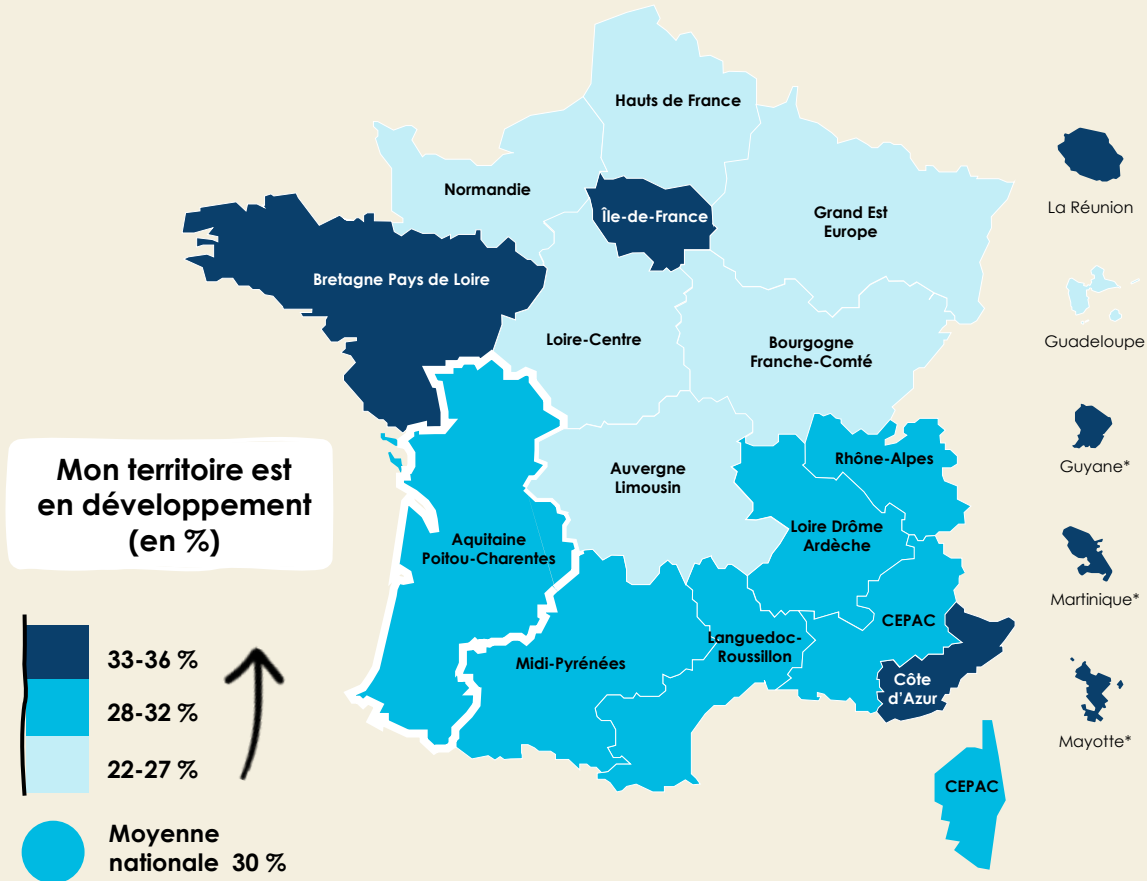 Hauts de France
Normandie
Île-de-France
Grand Est
Europe
La Réunion
Bretagne Pays de Loire
Loire-Centre
Bourgogne
Franche-Comté
Guadeloupe
Mon territoire est
en développement
(en %)
Auvergne
Limousin
Rhône-Alpes
Guyane*
Aquitaine
Poitou-Charentes
Loire Drôme
Ardèche
Martinique*
CEPAC
Languedoc-
Roussillon
Midi-Pyrénées
Côte
d'Azur
Mayotte*
CEPAC
33-36 %
28-32 %
22-27 %
Moyenne
nationale 30 %